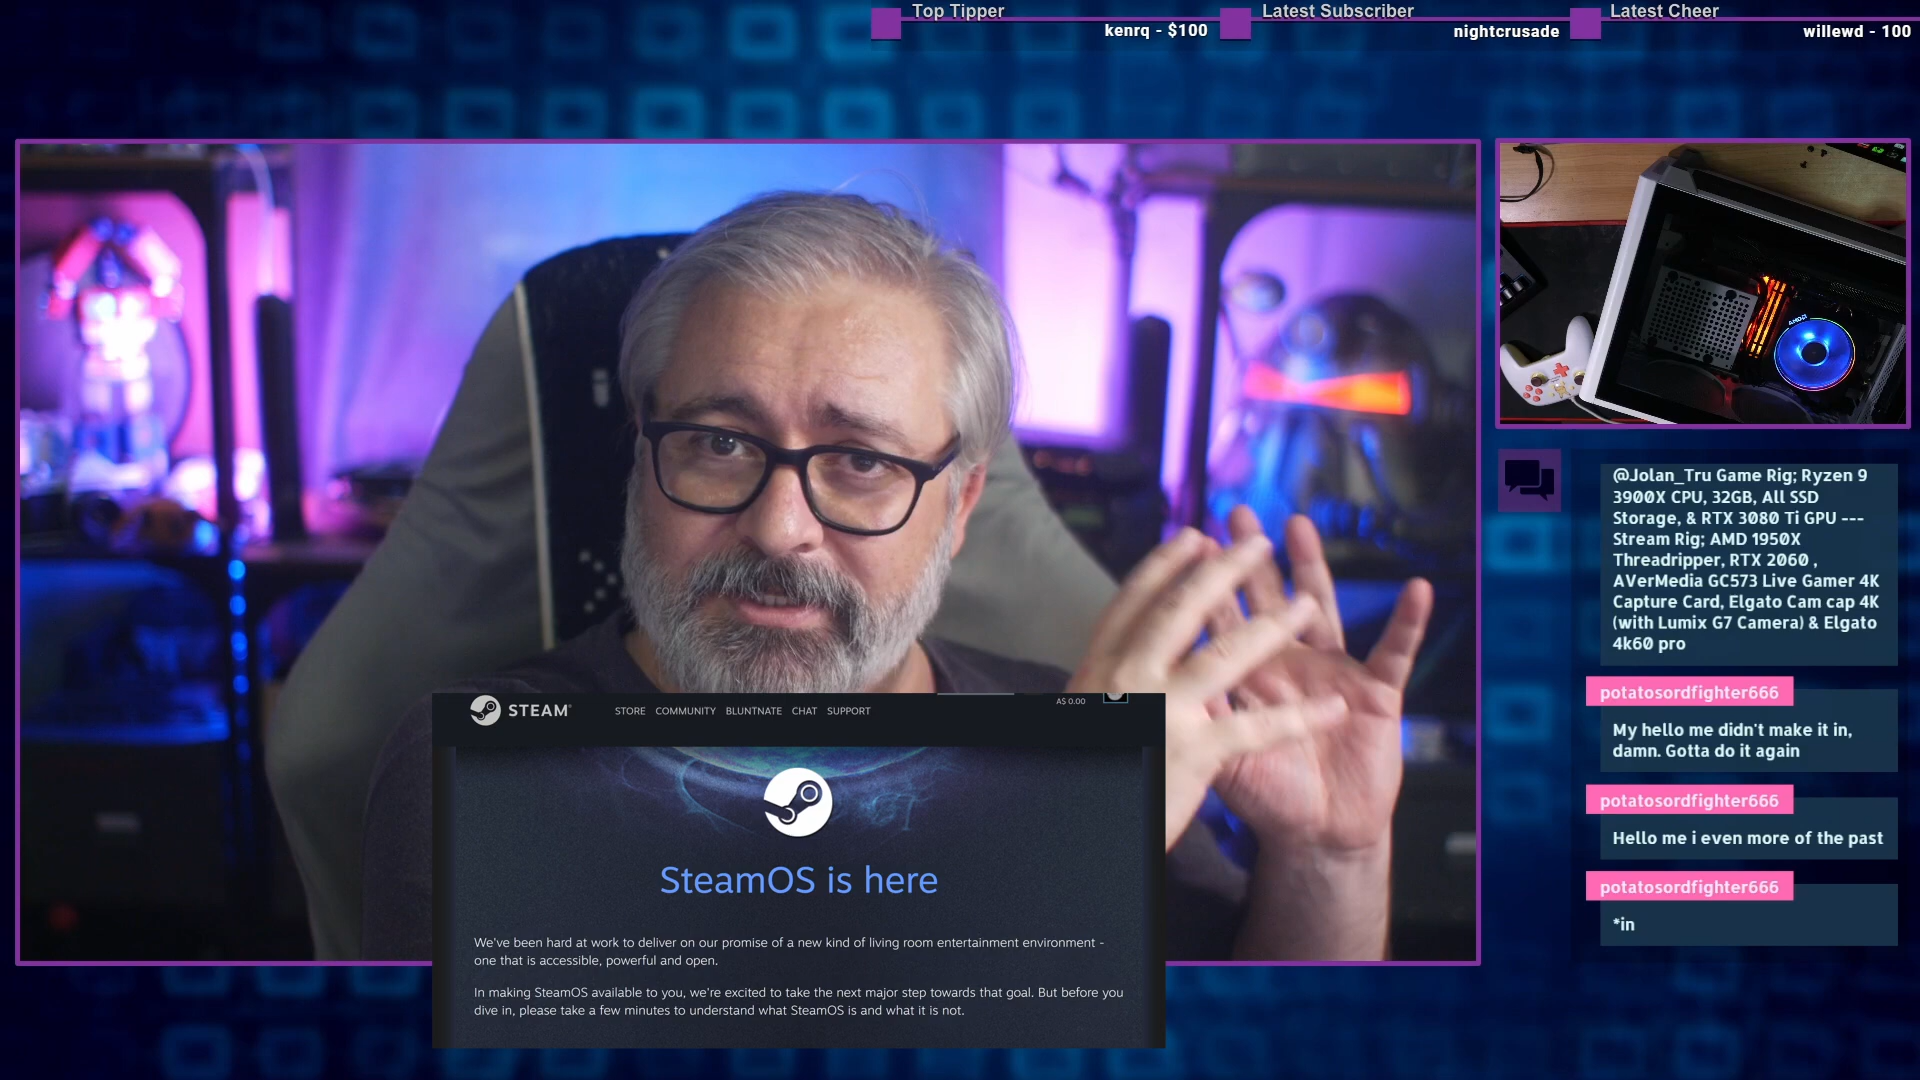 Top Tipper
kenrq - $100
Latest Subscriber
nightcrusade
Latest Cheer
willewd - 100
AMD
@Jolan_Tru Game Rig; Ryzen 9
3900X CPU, 32GB, All SSD
Storage, & RTX 3080 Ti GPU ---
Stream Rig; AMD 1950X
Threadripper, RTX 2060 ,
AVerMedia GC573 Live Gamer 4K
Capture Card, Elgato Cam cap 4K
(with Lumix G7 Camera) & Elgato
4k60 pro
potatosordfighter666
My hello me didn't make it in,
damn. Gotta do it again
potatosordfighter666
Hello me i even more of the past
potatosordfighter666
*in
STEAM
STORE COMMUNITY BLUNTNATE CHAT SUPPORT
A$ 0.00
SteamOS is here
We've been hard at work to deliver on our promise of a new kind of living room entertainment environment -
one that is accessible, powerful and open.
In making SteamOS available to you, we're excited to take the next major step towards that goal. But before you
dive in, please take a few minutes to understand what SteamOS is and what it is not.